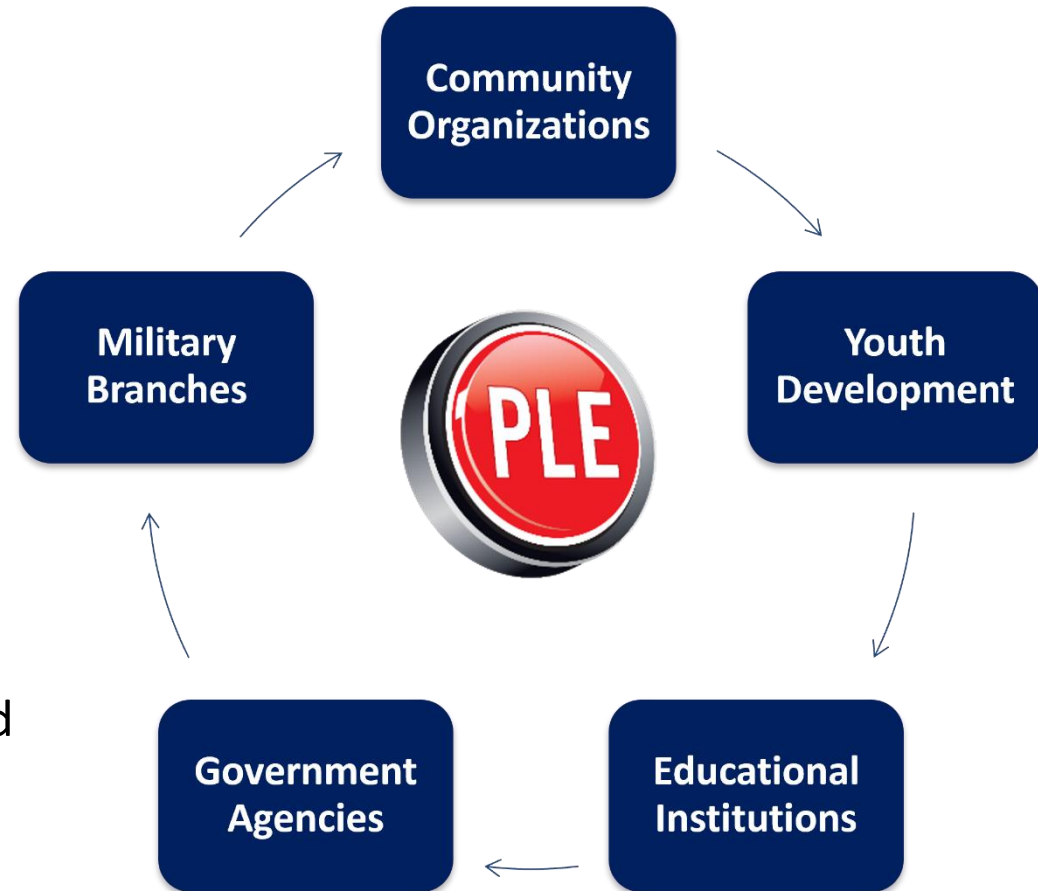 Community
Organizations
Military
Branches
PLE
Youth
Development
d
Government
Agencies
Educational
Institutions